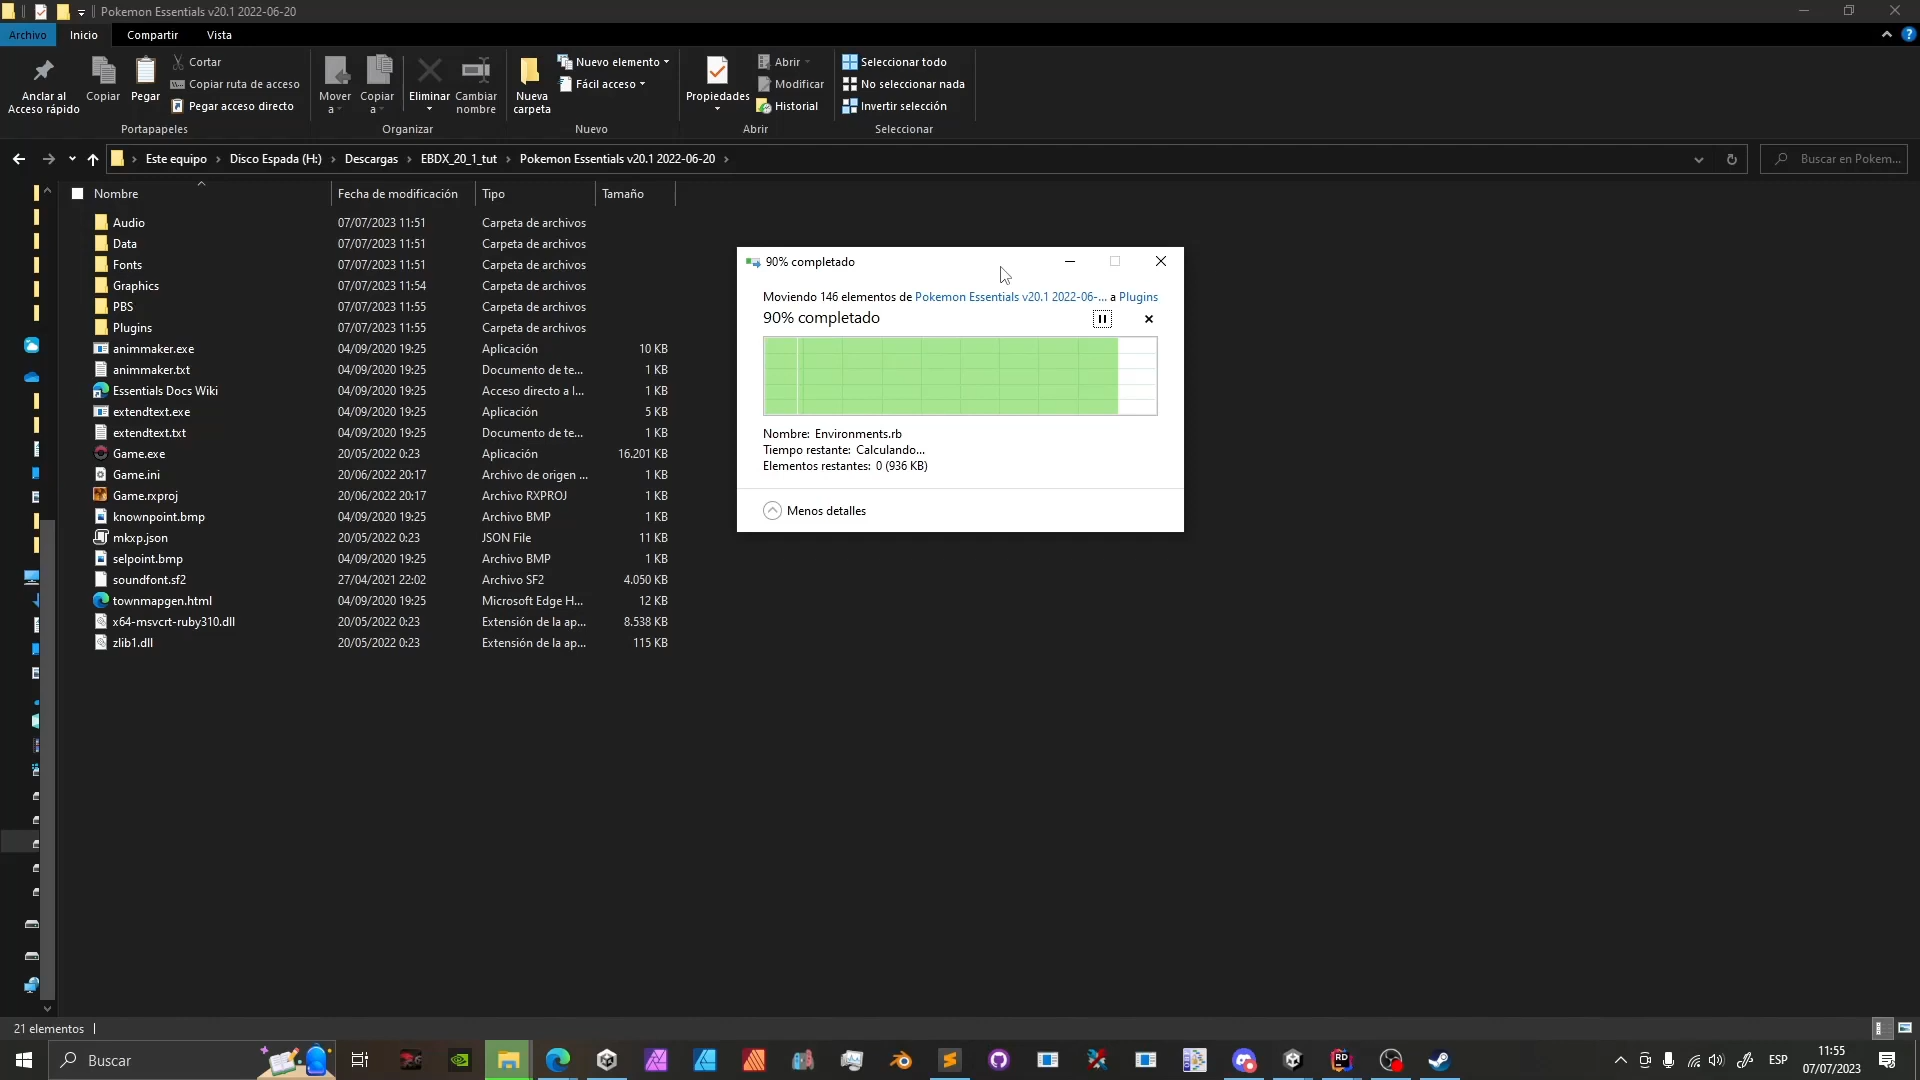 Pokemon Essentials v20.1 2022-06-20
Archivo
Inicio
Compartir
Vista
Anclar al
Acceso rápido
Copiar
Pegar
Cortar
Copiar ruta de acceso
Pegar acceso directo
Portapapeles
Mover
a
Copiar
a
Eliminar
Cambiar
nombre
Organizar
Nueva
carpeta
Nuevo elemento
Fácil acceso
Nuevo
Propiedades
Abrir
Modificar
Historial
Abrir
Seleccionar todo
No seleccionar nada
Invertir selección
Seleccionar
Este equipo > Disco Espada (H:) > Descargas > EBDX_20_1_tut > Pokemon Essentials v20.1 2022-06-20 >
Buscar en Pokem...
Nombre Fecha de modificación Tipo Tamaño
Audio 07/07/2023 11:51 Carpeta de archivos
Data 07/07/2023 11:51 Carpeta de archivos
Fonts 07/07/2023 11:51 Carpeta de archivos
Graphics 07/07/2023 11:54 Carpeta de archivos
PBS 07/07/2023 11:55 Carpeta de archivos
Plugins 07/07/2023 11:55 Carpeta de archivos
animmaker.exe 04/09/2020 19:25 Aplicación 10 KB
animmaker.txt 04/09/2020 19:25 Documento de te... 1 KB
Essentials Docs Wiki 04/09/2020 19:25 Acceso directo a l... 1 KB
extendtext.exe 04/09/2020 19:25 Aplicación 5 KB
extendtext.txt 04/09/2020 19:25 Documento de te... 1 KB
Game.exe 20/05/2022 0:23 Aplicación 16.201 KB
Game.ini 20/06/2022 20:17 Archivo de origen ... 1 KB
Game.rxproj 20/06/2022 20:17 Archivo RXPROJ 1 KB
knownpoint.bmp 04/09/2020 19:25 Archivo BMP 1 KB
mkxp.json 20/05/2022 0:23 JSON File 11 KB
selpoint.bmp 04/09/2020 19:25 Archivo BMP 1 KB
soundfont.sf2 27/04/2021 22:02 Archivo SF2 4.050 KB
townmapgen.html 04/09/2020 19:25 Microsoft Edge H... 12 KB
x64-msvcrt-ruby310.dll 20/05/2022 0:23 Extensión de la ap... 8.538 KB
zlib1.dll 20/05/2022 0:23 Extensión de la ap... 115 KB
90% completado
Moviendo 146 elementos de Pokemon Essentials v20.1 2022-06-... a Plugins
90% completado
Nombre: Environments.rb
Tiempo restante: Calculando...
Elementos restantes: 0 (936 KB)
Menos detalles
21 elementos
Buscar
RD
ESP
11:55
07/07/2023